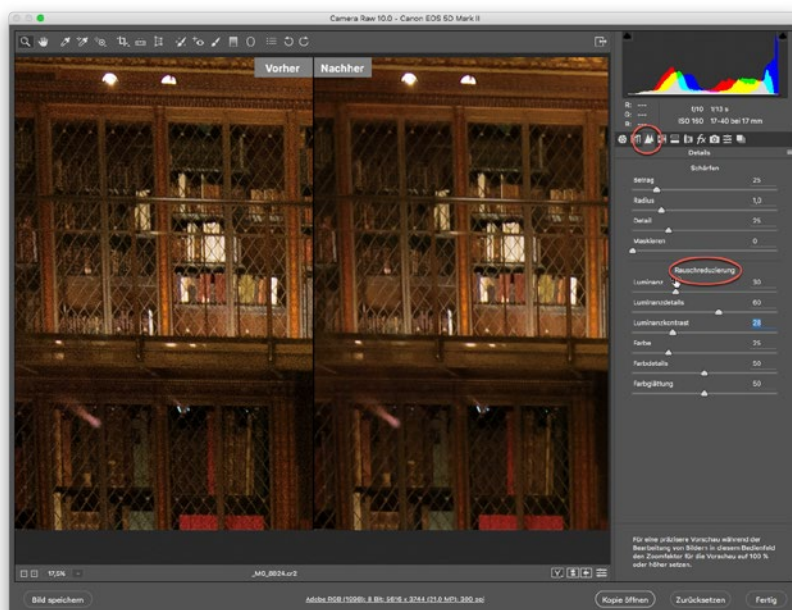 Camera Raw 10.0 - Canon EOS 5D Mark II
Vorher
Nachher
R: ---
G: ---
B: ---
f/10 1/13 s
ISO 160 17-40 bei 17 mm
Details
Schärfen
Betrag 25
Radius 1,0
Detail 25
Maskieren 0
Rauschreduzierung
Luminanz 30
Luminanzdetails 60
Luminanzkontrast 28
Farbe 25
Farbdetails 50
Farbglättung 50
Für eine präzisere Vorschau während der
Bearbeitung von Bildern in diesem Bedienfeld
den Zoomfaktor für die Vorschau auf 100 %
oder höher setzen.
17,5%
_MG_8824.cr2
Y
Bild speichern
Adobe RGB (1998); 8 Bit; 5616 x 3744 (21,0 MP); 300 ppi
Kopie öffnen
Zurücksetzen
Fertig